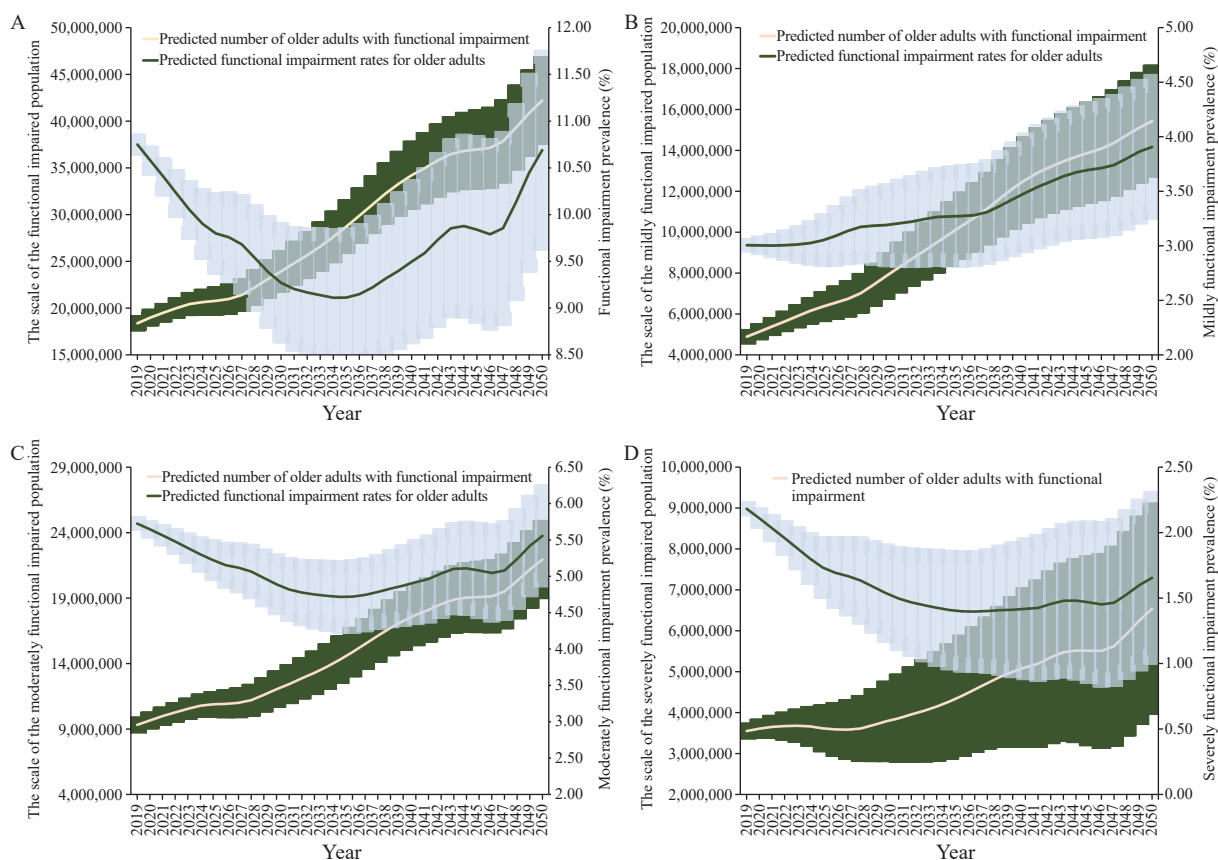 A
The scale of the functional impaired population
50,000,000
45,000,000
40,000,000
35,000,000
30,000,000
25,000,000
20,000,000
15,000,000
Predicted number of older adults with functional impairment
Predicted functional impairment rates for older adults
12.00
11.50
11.00
10.50
10.00
9.50
9.00
8.50
Functional impairment prevalence (%)
2019 2020 2021 2022 2023 2024 2025 2026 2027 2028 2029 2030 2031 2032 2033 2034 2035 2036 2037 2038 2039 2040 2041 2042 2043 2044 2045 2046 2047 2048 2049 2050
Year
B
The scale of the mildly functional impaired population
20,000,000
18,000,000
16,000,000
14,000,000
12,000,000
10,000,000
8,000,000
6,000,000
4,000,000
Predicted number of older adults with functional impairment
Predicted functional impairment rates for older adults
5.00
4.50
4.00
3.50
3.00
2.50
2.00
Mildly functional impairment prevalence (%)
2019 2020 2021 2022 2023 2024 2025 2026 2027 2028 2029 2030 2031 2032 2033 2034 2035 2036 2037 2038 2039 2040 2041 2042 2043 2044 2045 2046 2047 2048 2049 2050
Year
C
The scale of the moderately functional impaired population
29,000,000
24,000,000
19,000,000
14,000,000
9,000,000
4,000,000
Predicted number of older adults with functional impairment
Predicted functional impairment rates for older adults
6.50
6.00
5.50
5.00
4.50
4.00
3.50
3.00
2.50
2.00
Moderately functional impairment prevalence (%)
2019 2020 2021 2022 2023 2024 2025 2026 2027 2028 2029 2030 2031 2032 2033 2034 2035 2036 2037 2038 2039 2040 2041 2042 2043 2044 2045 2046 2047 2048 2049 2050
Year
D
The scale of the severely functional impaired population
10,000,000
9,000,000
8,000,000
7,000,000
6,000,000
5,000,000
4,000,000
3,000,000
2,000,000
Predicted number of older adults with functional
impairment
2.50
2.00
1.50
1.00
0.50
0.00
Severely functional impairment prevalence (%)
2019 2020 2021 2022 2023 2024 2025 2026 2027 2028 2029 2030 2031 2032 2033 2034 2035 2036 2037 2038 2039 2040 2041 2042 2043 2044 2045 2046 2047 2048 2049 2050
Year